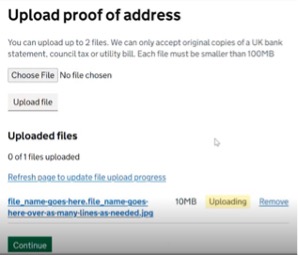 Upload proof of address
You can upload up to 2 files. We can only accept original copies of a UK bank
statement, council tax or utility bill. Each file must be smaller than 100MB
Choose File No file chosen
Upload file
Uploaded files
0 of 1 files uploaded
Refresh page to update file upload progress
file_name-goes-here.file_name-goes- 10MB Uploading Remove
here-over-as-many-lines-as-needed.jpg
Continue